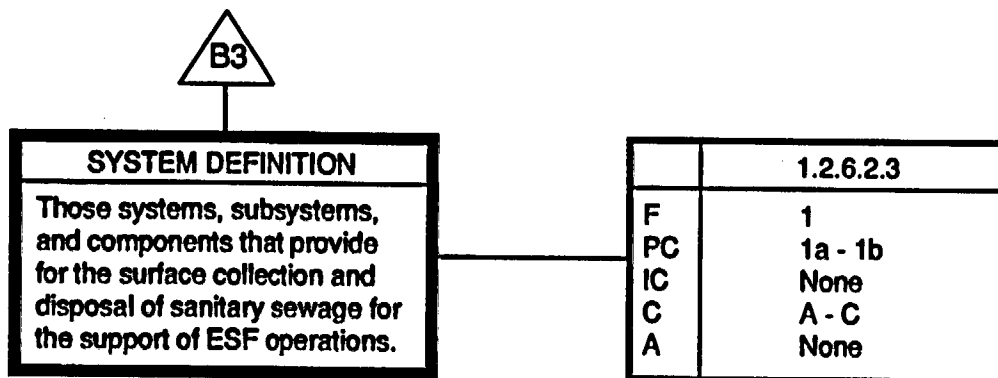 B3
SYSTEM DEFINITION
Those systems, subsystems,
and components that provide
for the surface collection and
disposal of sanitary sewage for
the support of ESF operations.
1.2.6.2.3
F 1
PC 1a - 1b
IC None
C A - C
A None